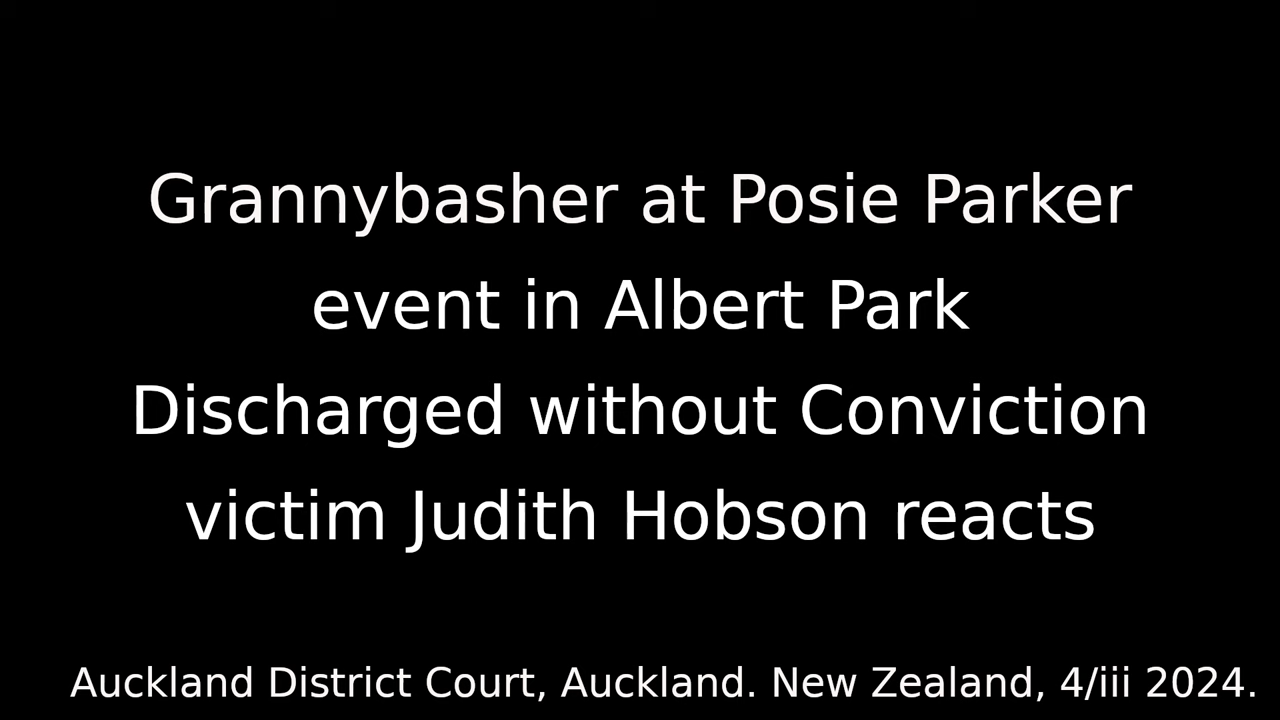 Grannybasher at Posie Parker
event in Albert Park
Discharged without Conviction
victim Judith Hobson reacts
Auckland District Court, Auckland. New Zealand, 4/iii 2024.